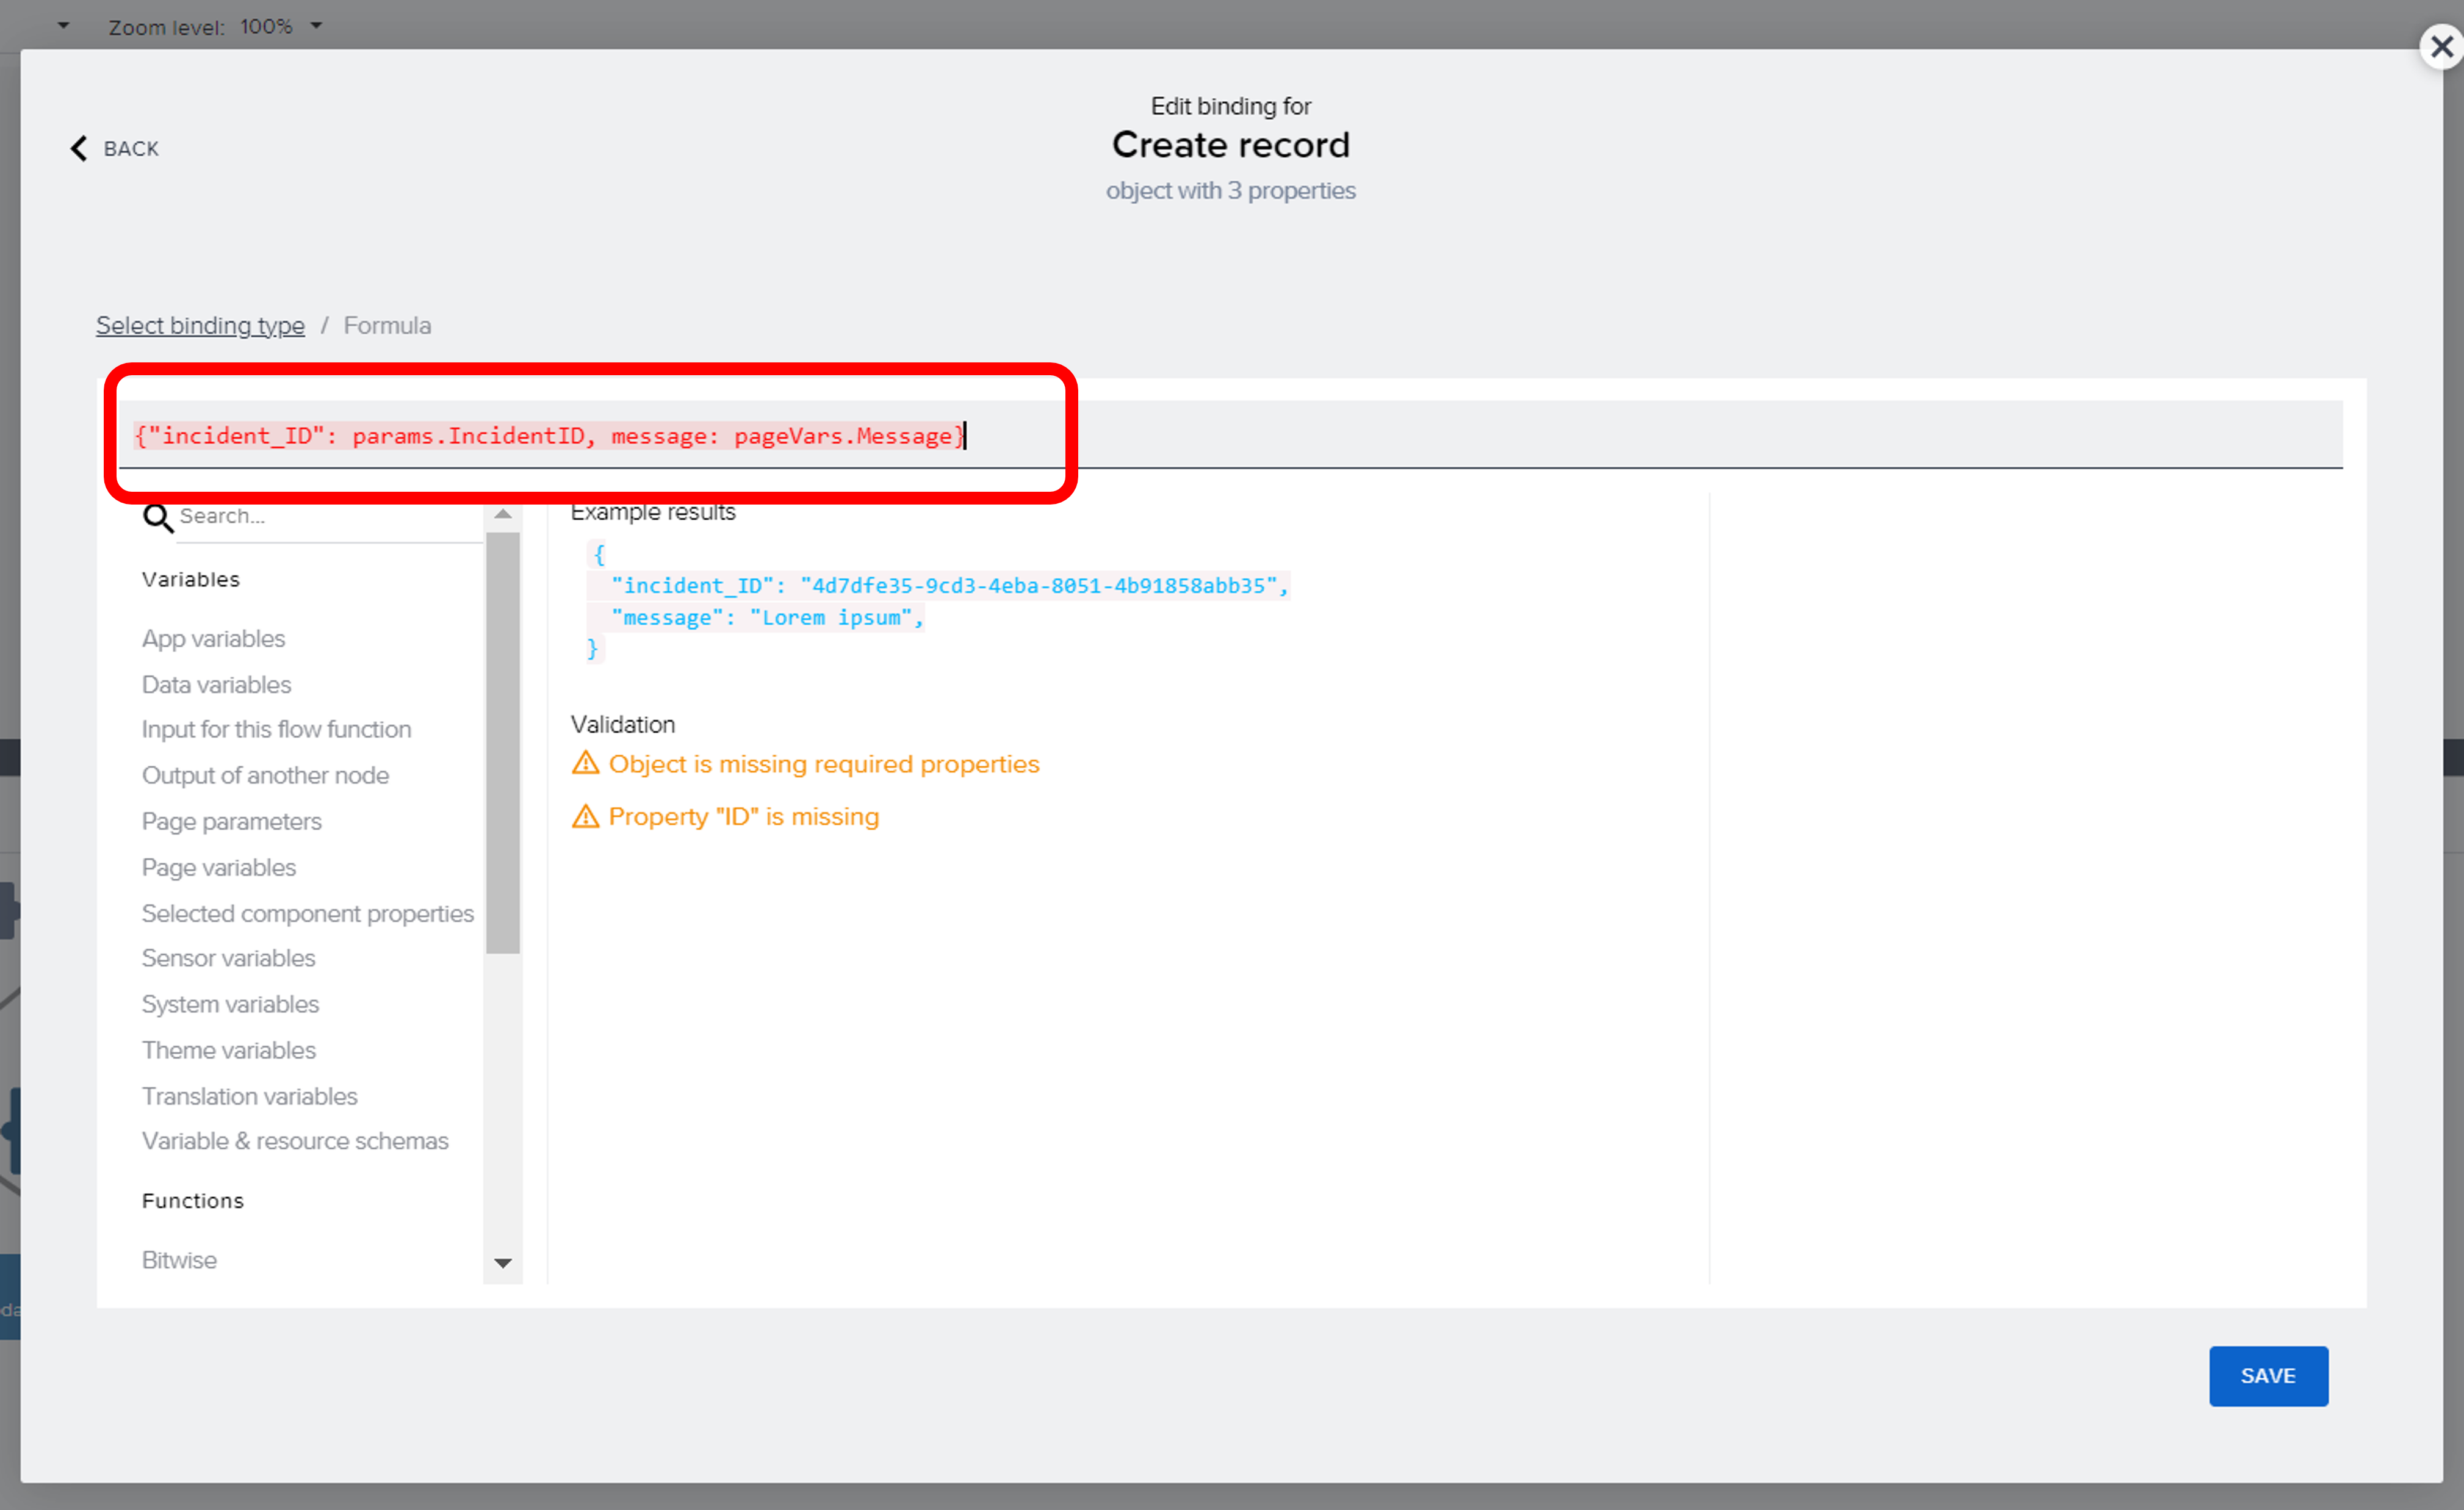 Zoom level: 100%
Edit binding for
BACK
Create record
object with 3 properties
Select binding type / Formula
{"incident_ID": params.IncidentID, message: pageVars.Message}
Search...
Example results
{
"incident_ID": "4d7dfe35-9cd3-4eba-8051-4b91858abb35",
"message": "Lorem ipsum",
}
Validation
Object is missing required properties
Property "ID" is missing
Variables
App variables
Data variables
Input for this flow function
Output of another node
Page parameters
Page variables
Selected component properties
Sensor variables
System variables
Theme variables
Translation variables
Variable & resource schemas
Functions
Bitwise
SAVE